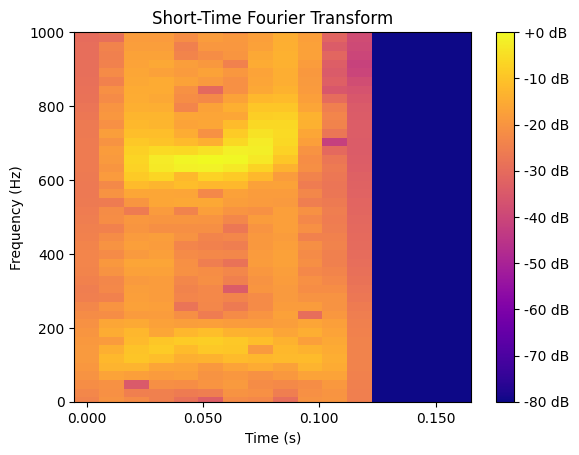 Short-Time Fourier Transform
1000
800
600
400
200
0
Frequency (Hz)
0.000
0.050
0.100
0.150
Time (s)
+0 dB
-10 dB
-20 dB
-30 dB
-40 dB
-50 dB
-60 dB
-70 dB
-80 dB